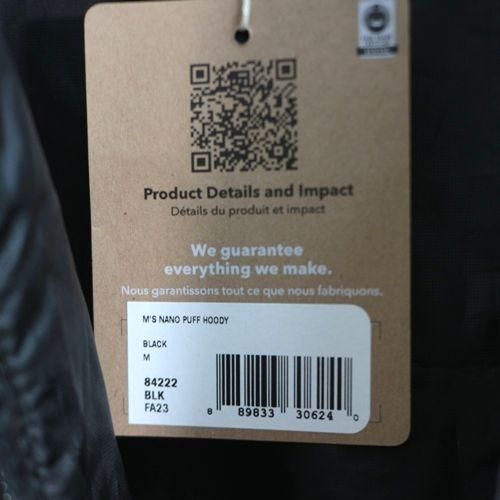 Product Details and Impact
Détails du produit et impact
We guarantee
everything we make.
Nous garantissons tout ce que nous fabriquons.
M'S NANO PUFF HOODY
BLACK
M
84222
BLK
FA23
8 89833 30624 0